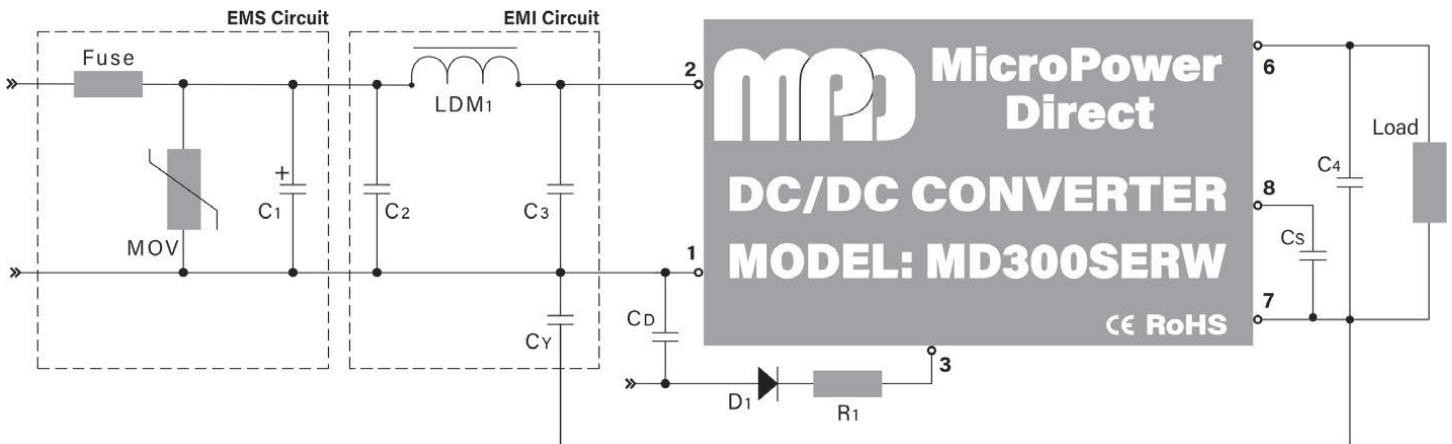 EMS Circuit
EMI Circuit
Fuse
LDM1
MOV
C1
+
C2
C3
CY
CD
D1
R1
2
1
3
MPD MicroPower
Direct
DC/DC CONVERTER
MODEL: MD300SERW
CE RoHS
6
8
7
C4
CS
Load